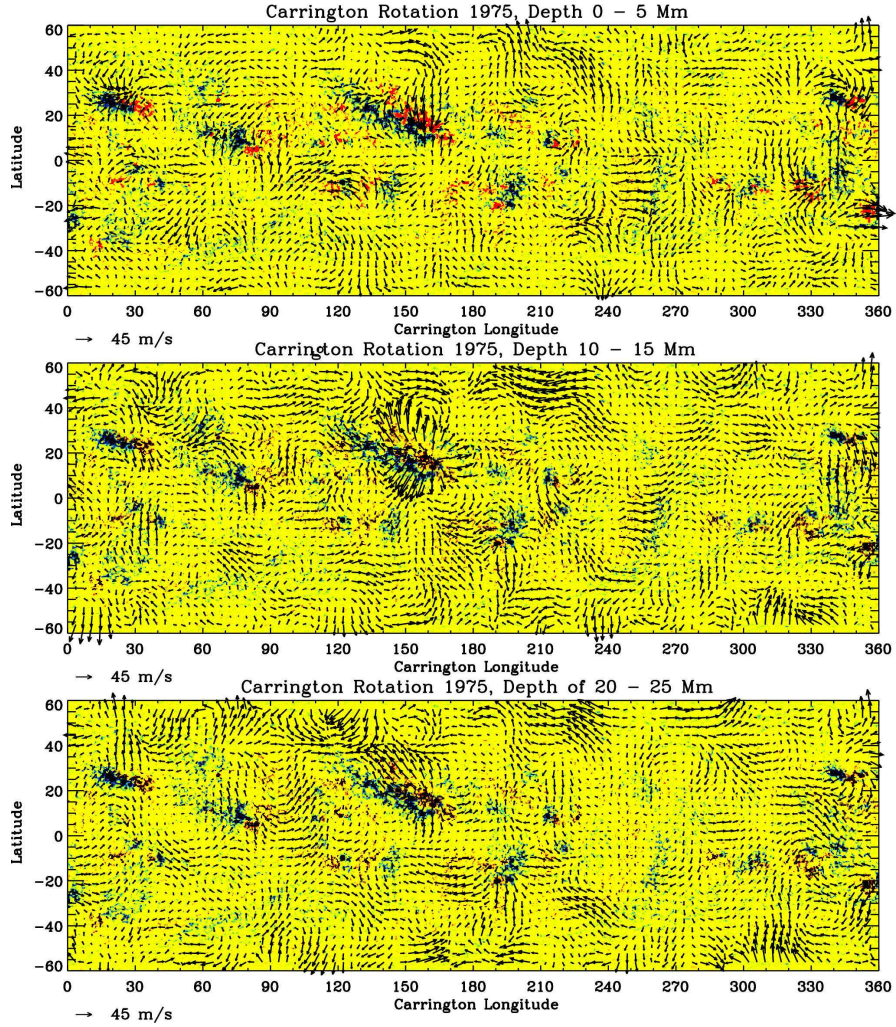 Carrington Rotation 1975, Depth 0 – 5 Mm
60
40
20
0
−20
−40
−60
Latitude
0 30 60 90 120 150 180 210 240 270 300 330 360
Carrington Longitude
45 m/s
Carrington Rotation 1975, Depth 10 – 15 Mm
60
40
20
0
−20
−40
−60
Latitude
0 30 60 90 120 150 180 210 240 270 300 330 360
Carrington Longitude
45 m/s
Carrington Rotation 1975, Depth of 20 – 25 Mm
60
40
20
0
−20
−40
−60
Latitude
0 30 60 90 120 150 180 210 240 270 300 330 360
Carrington Longitude
45 m/s